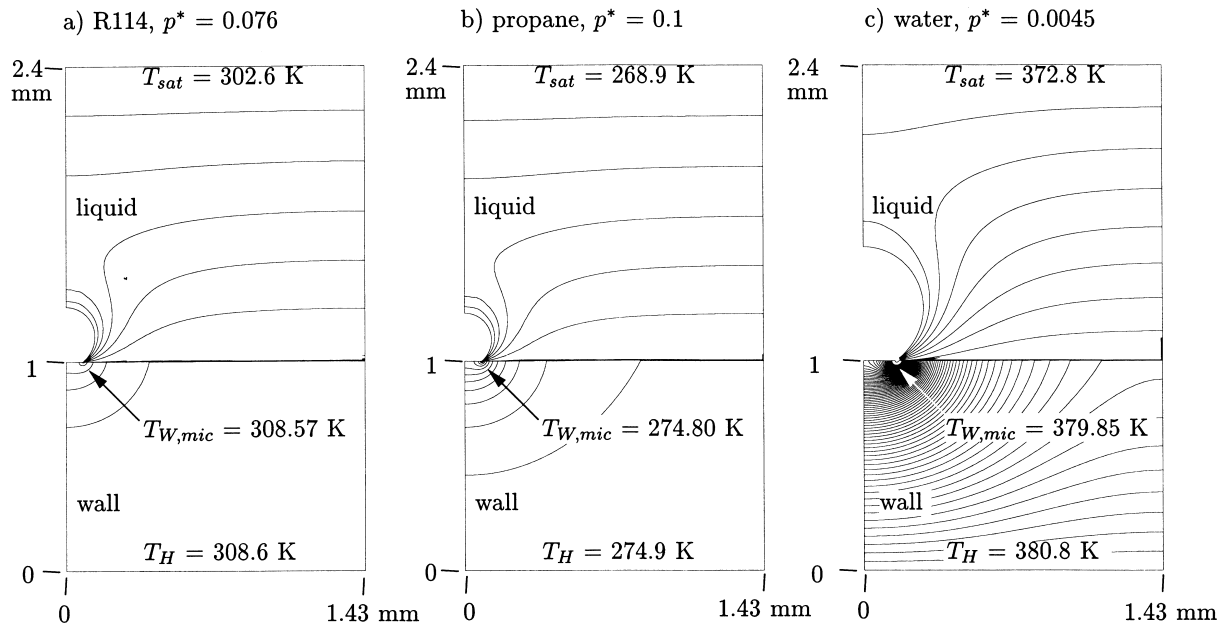 a) R114, p* = 0.076
2.4
mm
T_sat = 302.6 K
liquid
1
T_W,mic = 308.57 K
wall
T_H = 308.6 K
0
0
1.43 mm
b) propane, p* = 0.1
2.4
mm
T_sat = 268.9 K
liquid
1
T_W,mic = 274.80 K
wall
T_H = 274.9 K
0
0
1.43 mm
c) water, p* = 0.0045
2.4
mm
T_sat = 372.8 K
liquid
1
T_W,mic = 379.85 K
wall
T_H = 380.8 K
0
0
1.43 mm